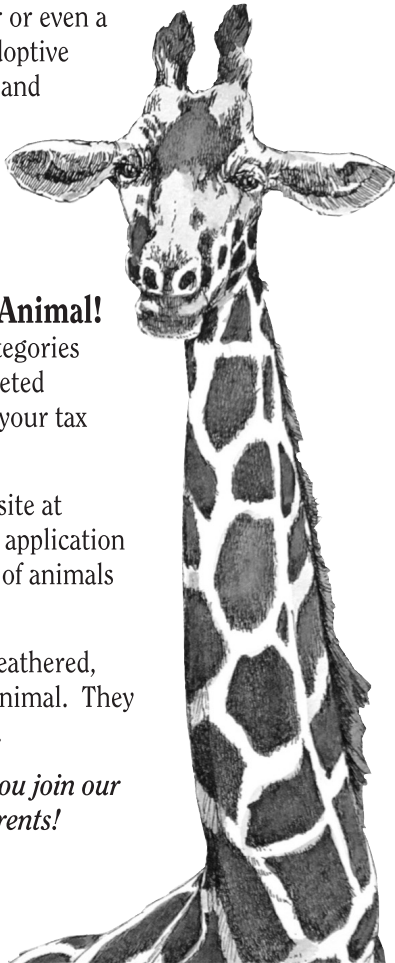 r or even a
doptive
and
Animal!
tegories
eted
your tax
site at
application
of animals
eathered,
nimal. They
.
ou join our
rents!